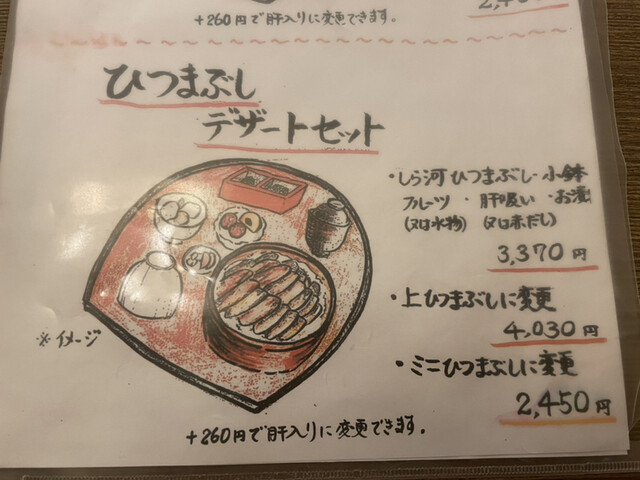 +260円で肝入りに変更できます。
ひつまぶし
デザートセット
・しら河ひつまぶし・小鉢
フルーツ・肝吸い・お漬
(又は水物) (又は赤だし)
3,370円
・上ひつまぶしに変更
4,030円
※イメージ
・ミニひつまぶしに変更
2,450円
+260円で肝入りに変更できます。